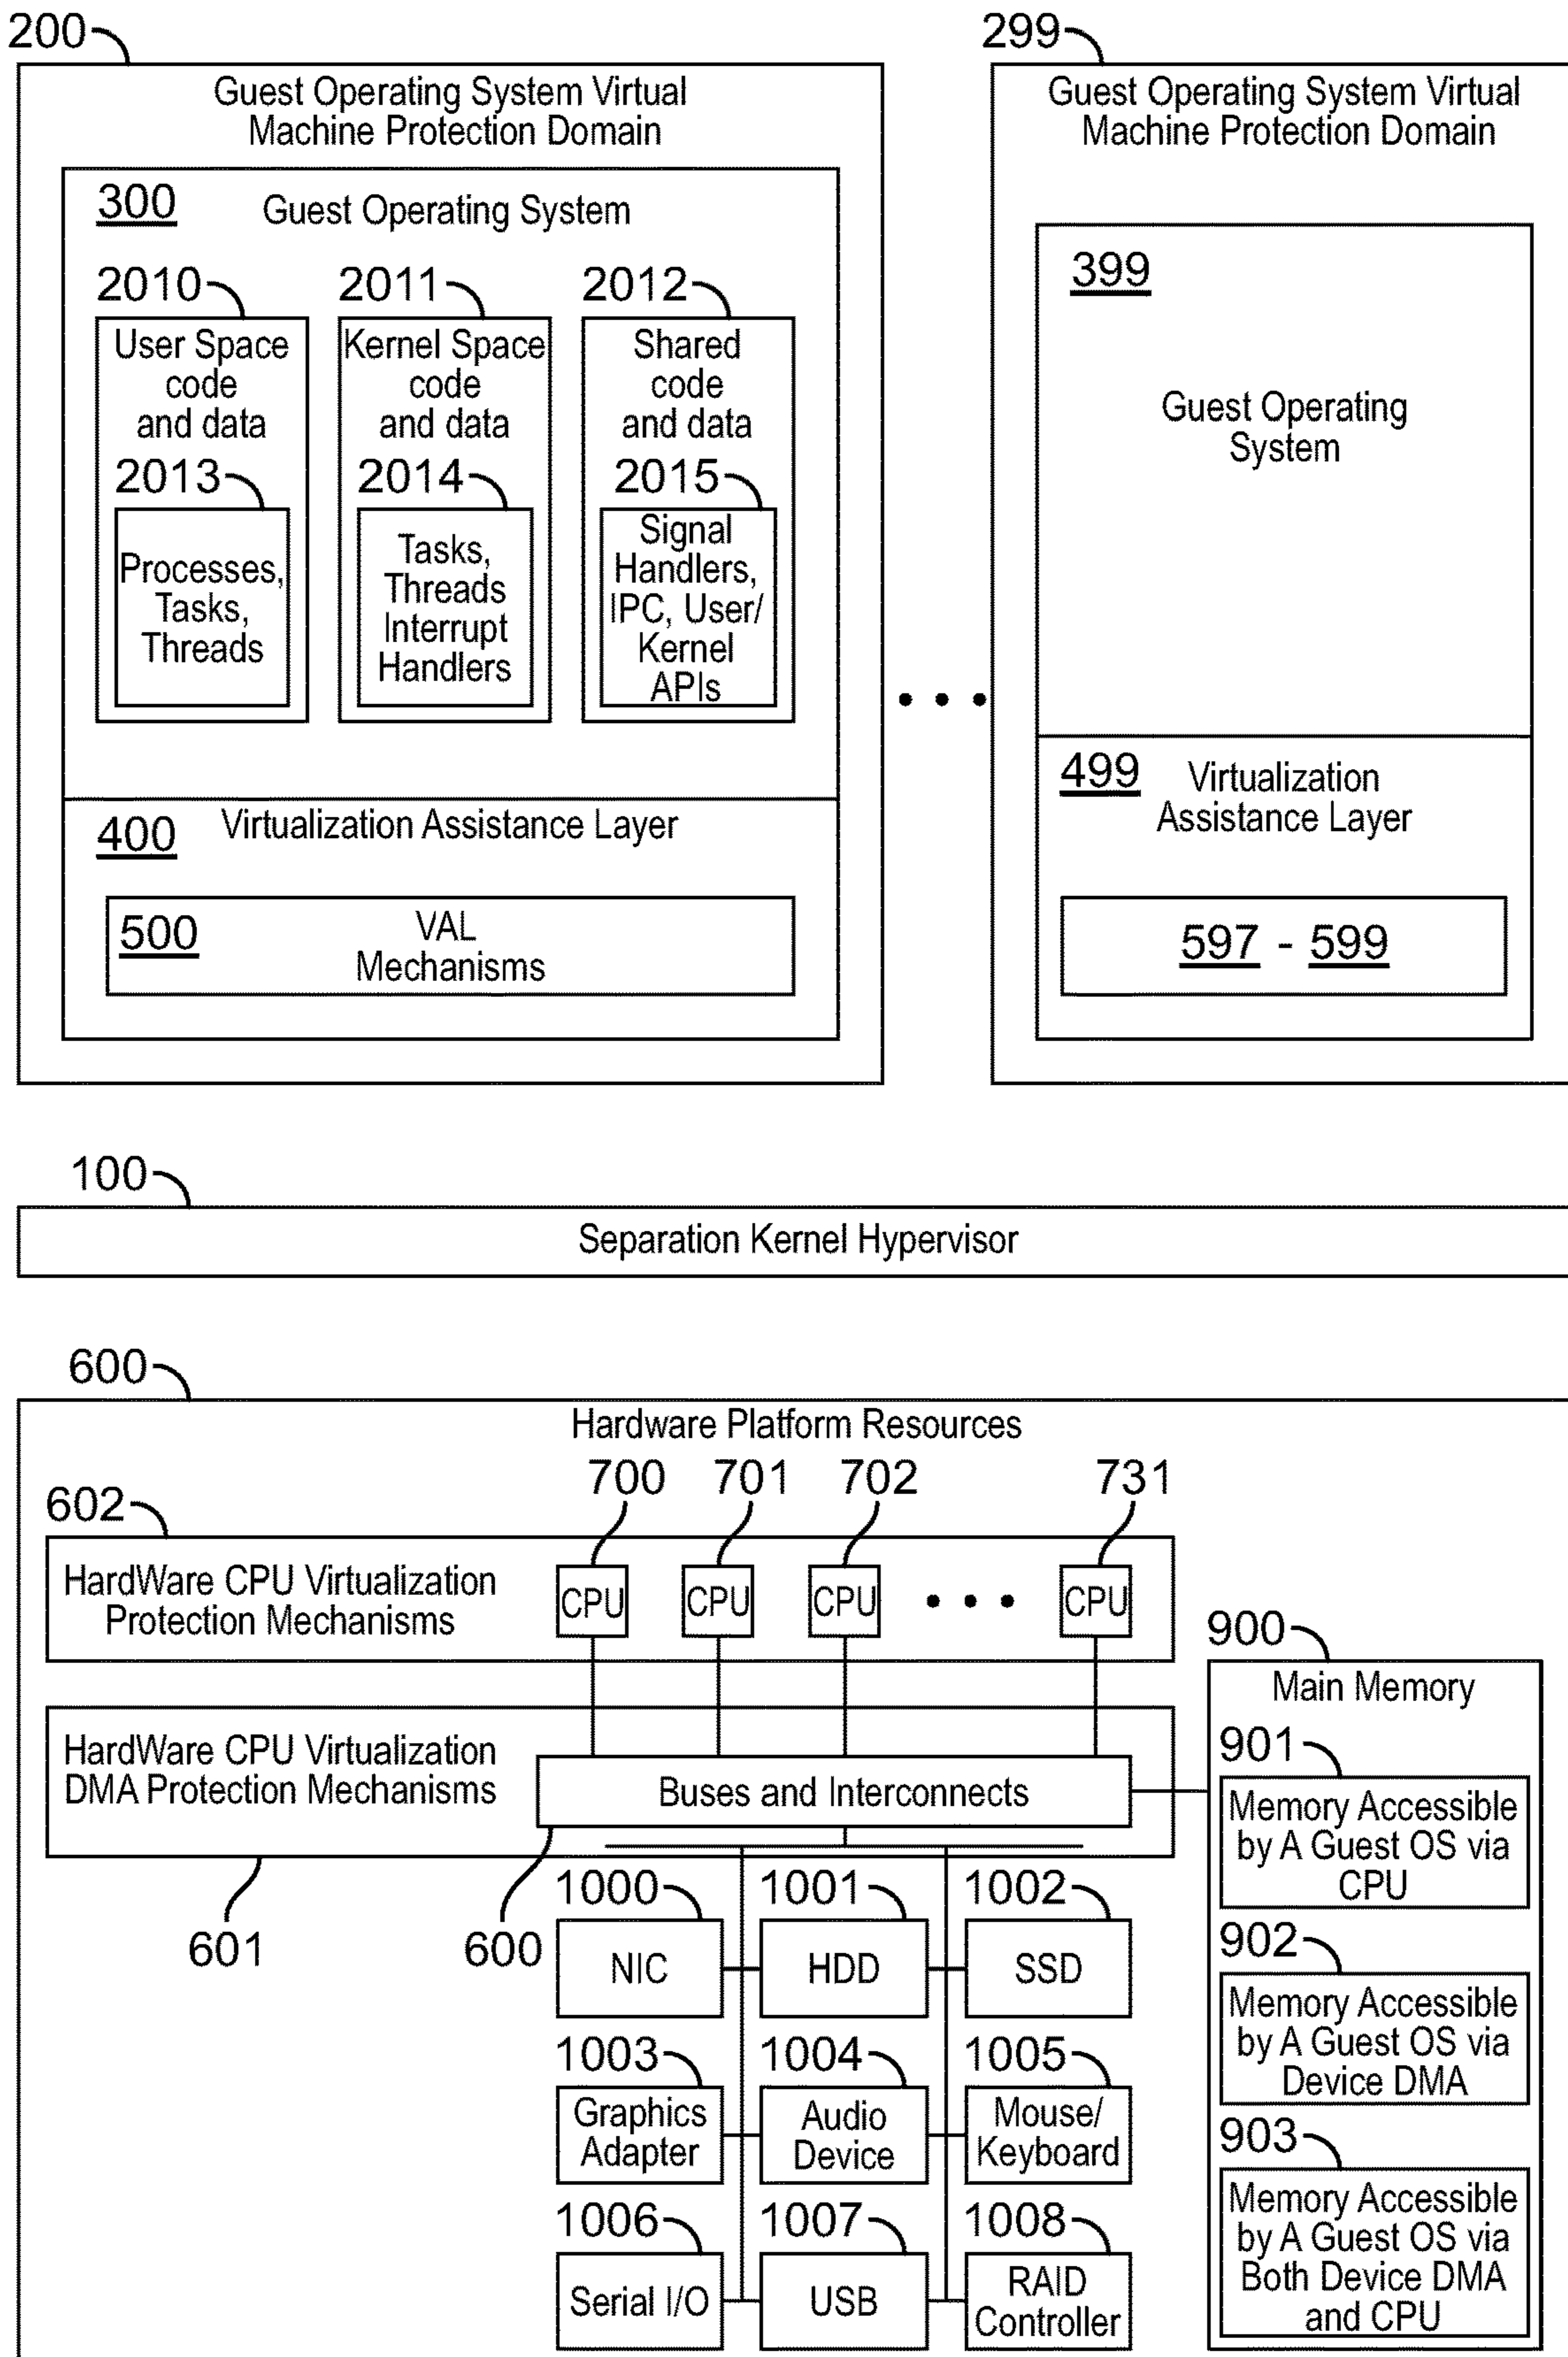 200
Guest Operating System Virtual
Machine Protection Domain
300
Guest Operating System
2010
User Space
code
and data
2013
Processes,
Tasks,
Threads
2011
Kernel Space
code
and data
2014
Tasks,
Threads
Interrupt
Handlers
2012
Shared
code
and data
2015
Signal
Handlers,
IPC, User/
Kernel
APIs
400
Virtualization Assistance Layer
500
VAL
Mechanisms
299
Guest Operating System Virtual
Machine Protection Domain
399
Guest Operating
System
499
Virtualization
Assistance Layer
597 - 599
100
Separation Kernel Hypervisor
600
Hardware Platform Resources
602
HardWare CPU Virtualization
Protection Mechanisms
700
CPU
701
CPU
702
CPU
731
CPU
HardWare CPU Virtualization
DMA Protection Mechanisms
Buses and Interconnects
601
600
1000
NIC
1001
HDD
1002
SSD
1003
Graphics
Adapter
1004
Audio
Device
1005
Mouse/
Keyboard
1006
Serial I/O
1007
USB
1008
RAID
Controller
900
Main Memory
901
Memory Accessible
by A Guest OS via
CPU
902
Memory Accessible
by A Guest OS via
Device DMA
903
Memory Accessible
by A Guest OS via
Both Device DMA
and CPU